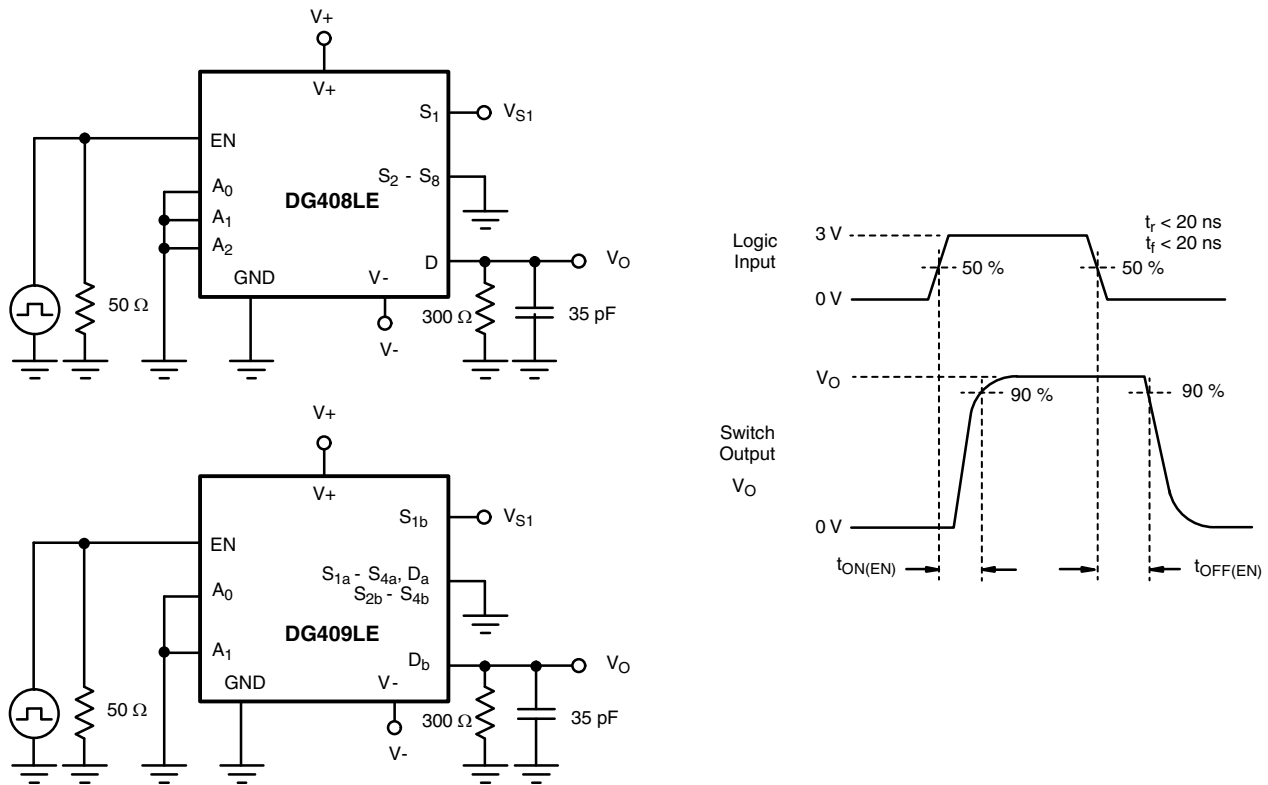 V+
V+
S1 VS1
EN
S2 - S8
A0
DG408LE
A1
A2
D VO
GND V-
50 Ω
300 Ω 35 pF
V-
V+
V+
S1b VS1
EN
S1a - S4a, Da
S2b - S4b
A0
DG409LE
A1
Db VO
GND V-
50 Ω
300 Ω 35 pF
V-
Logic
Input
3 V
tr < 20 ns
tf < 20 ns
50 % 50 %
0 V
VO
90 % 90 %
Switch
Output
VO
0 V
tON(EN) tOFF(EN)